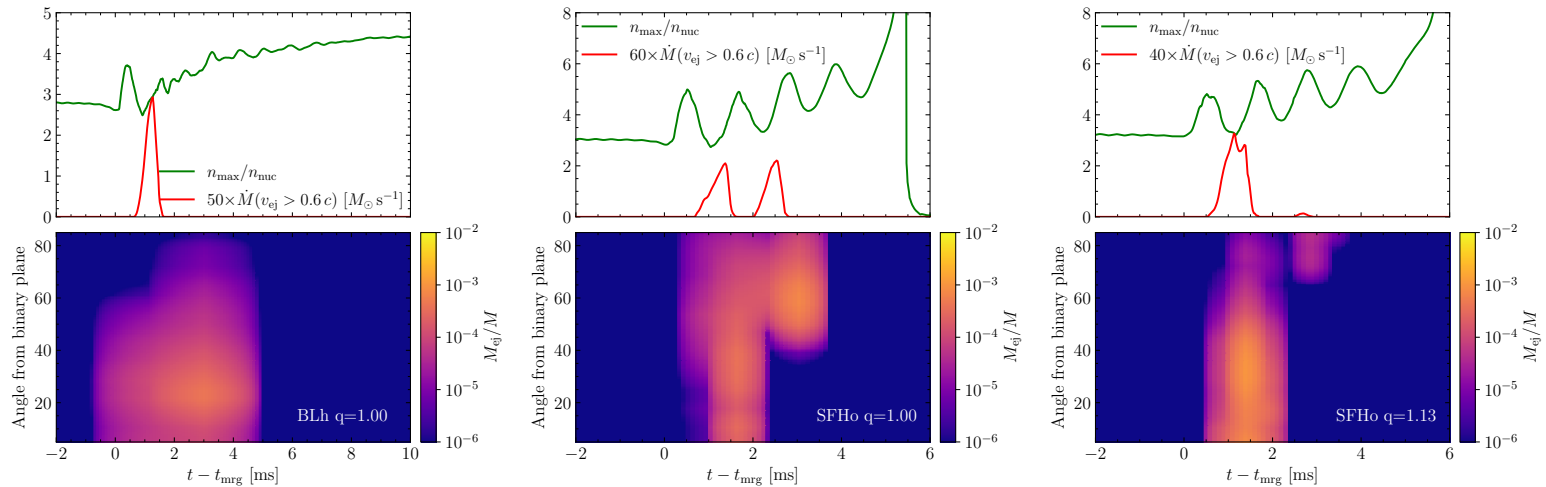 5
4
3
2
1
0
n_max/n_nuc
50×Ṁ(v_ej > 0.6 c) [M_⊙ s⁻¹]
8
6
4
2
0
n_max/n_nuc
60×Ṁ(v_ej > 0.6 c) [M_⊙ s⁻¹]
8
6
4
2
0
n_max/n_nuc
40×Ṁ(v_ej > 0.6 c) [M_⊙ s⁻¹]
Angle from binary plane
80
60
40
20
BLh q=1.00
−2 0 2 4 6 8 10
t − t_mrg [ms]
10⁻²
10⁻³
10⁻⁴
10⁻⁵
10⁻⁶
M_ej/M
Angle from binary plane
80
60
40
20
SFHo q=1.00
−2 0 2 4 6
t − t_mrg [ms]
10⁻²
10⁻³
10⁻⁴
10⁻⁵
10⁻⁶
M_ej/M
Angle from binary plane
80
60
40
20
SFHo q=1.13
−2 0 2 4 6
t − t_mrg [ms]
10⁻²
10⁻³
10⁻⁴
10⁻⁵
10⁻⁶
M_ej/M